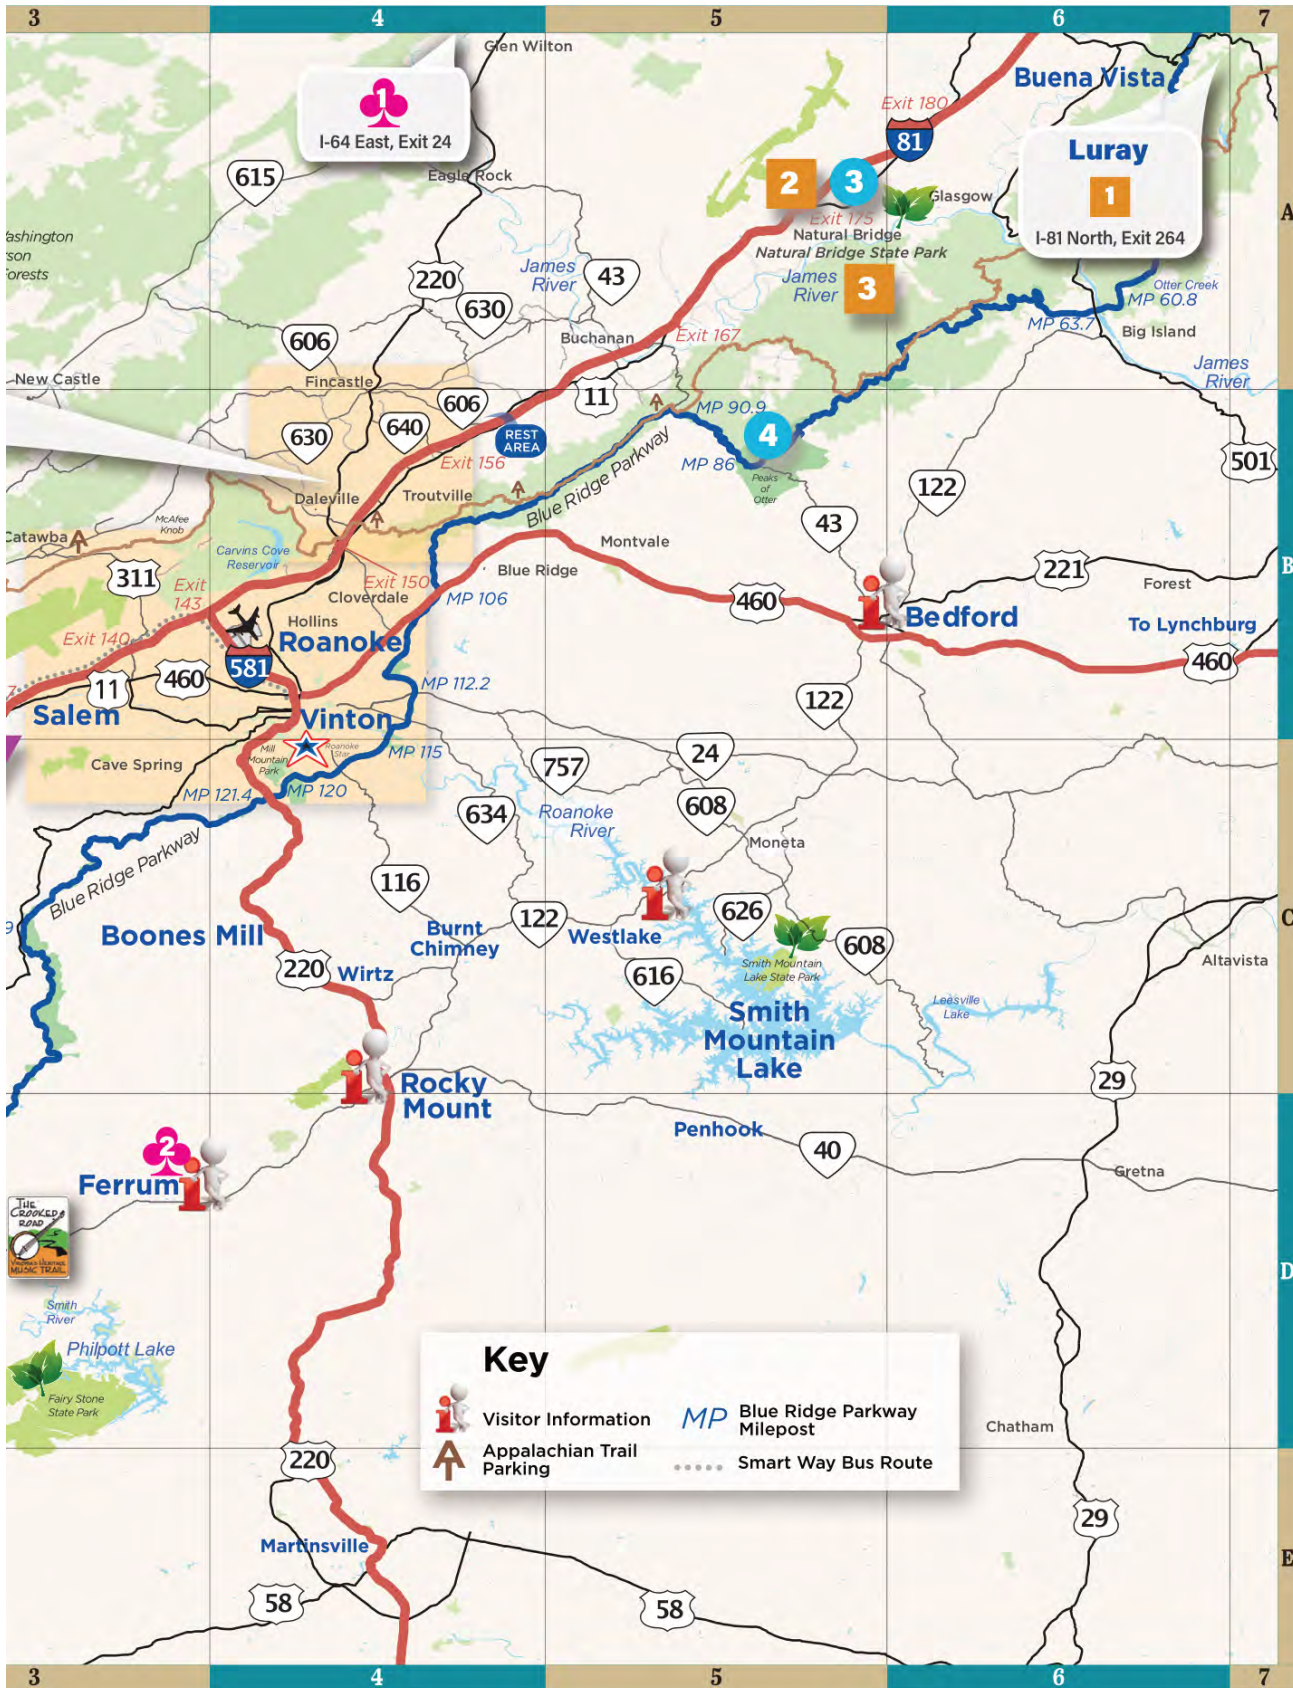 3 4 5 6 7
Glen Wilton
1
I-64 East, Exit 24
Buena Vista
Exit 180
81
Luray
1
I-81 North, Exit 264
615
Eagle Rock
2
3
Glasgow
A
Exit 175
Natural Bridge
Natural Bridge State Park
220
James
River
43
James
River
3
630
Otter Creek
MP 60.8
MP 63.7
Big Island
606
Buchanan
Exit 167
James
River
New Castle
Fincastle
606
11
MP 90.9
630
640
REST
AREA
4
Exit 156
MP 86
Blue Ridge Parkway
501
Peaks
of
Otter
122
Daleville
Troutville
McAfee
Knob
43
Catawba
Carvins Cove
Reservoir
Montvale
B
311
Exit
143
Exit 150
Blue Ridge
221
Forest
Cloverdale
MP 106
460
Hollins
Bedford
To Lynchburg
Exit 140
Roanoke
581
460
11
460
MP 112.2
122
Salem
Vinton
Mill
Mountain
Park
Roanoke
Star
MP 115
24
Cave Spring
757
MP 121.4
MP 120
634
Roanoke
River
608
Blue Ridge Parkway
Moneta
116
9
Boones Mill
Burnt
Chimney
122
Westlake
626
C
608
220
Wirtz
616
Smith Mountain
Lake State Park
Altavista
Leesville
Lake
Smith
Mountain
Lake
Rocky
Mount
29
Penhook
40
2
Ferrum
Gretna
THE
CROOKED
ROAD
VIRGINIA'S HERITAGE
MUSIC TRAIL
D
Smith
River
Philpott Lake
Fairy Stone
State Park
Key
Visitor Information
MP Blue Ridge Parkway
Milepost
Appalachian Trail
Parking
Smart Way Bus Route
Chatham
220
29
Martinsville
E
58
58
3 4 5 6 7